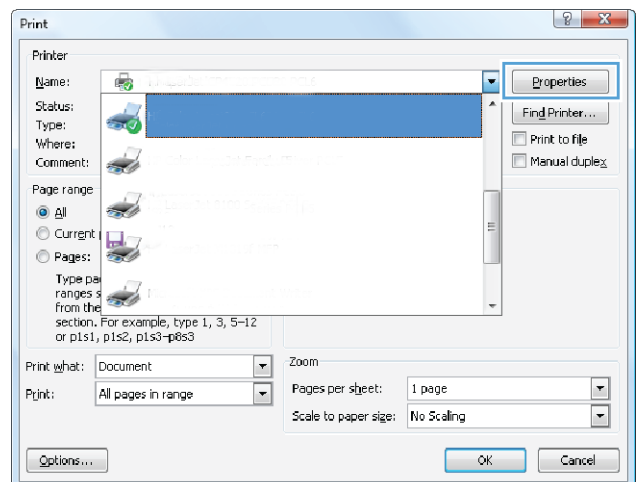 Print
Printer
Name:
Properties
Status:
Find Printer...
Type:
Print to file
Where:
Comment:
Manual duplex
Page range
All
Current
Pages:
Type pa
ranges s
from the
section. For example, type 1, 3, 5–12
or p1s1, p1s2, p1s3–p8s3
Print what: Document
Print: All pages in range
Zoom
Pages per sheet: 1 page
Scale to paper size: No Scaling
Options...
OK
Cancel